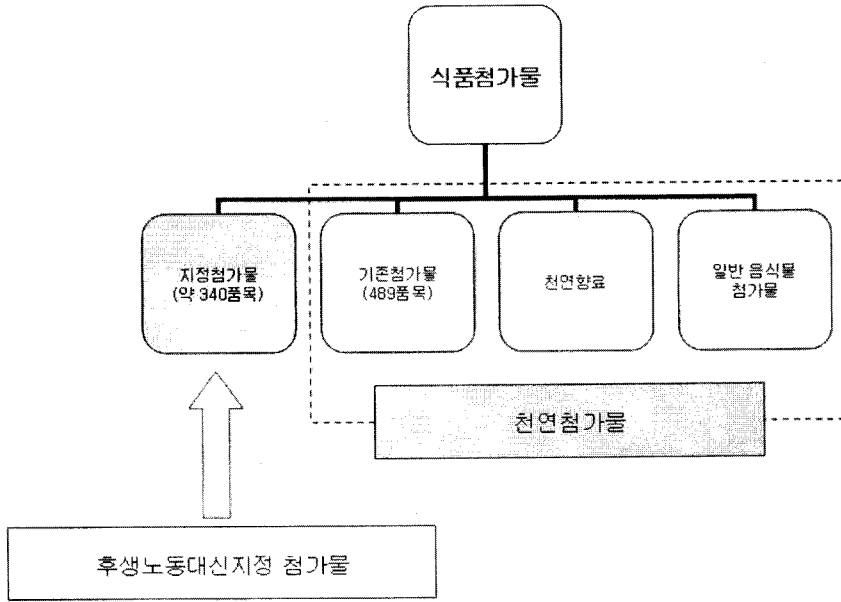 식품첨가물
지정첨가물
(약 340품목)
기존첨가물
(489품목)
천연향료
일반 음식물
첨가물
천연첨가물
후생노동대신지정 첨가물